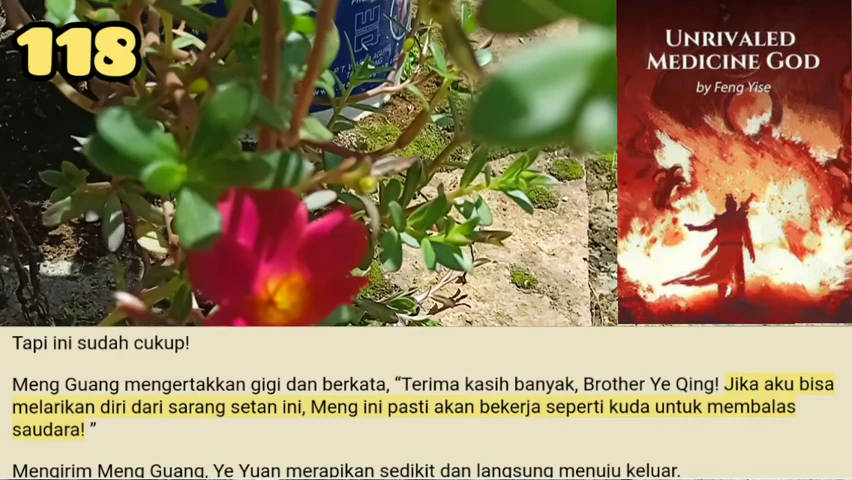 118
UNRIVALED
MEDICINE GOD
by Feng Yise
Tapi ini sudah cukup!
Meng Guang mengertakkan gigi dan berkata, “Terima kasih banyak, Brother Ye Qing! Jika aku bisa
melarikan diri dari sarang setan ini, Meng ini pasti akan bekerja seperti kuda untuk membalas
saudara! ”
Mengirim Meng Guang, Ye Yuan merapikan sedikit dan langsung menuju keluar.